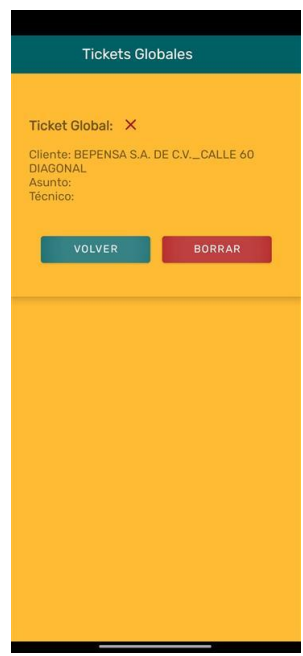 Tickets Globales
Ticket Global:
Cliente: BEPENSA S.A. DE C.V._CALLE 60
DIAGONAL
Asunto:
Técnico:
VOLVER BORRAR